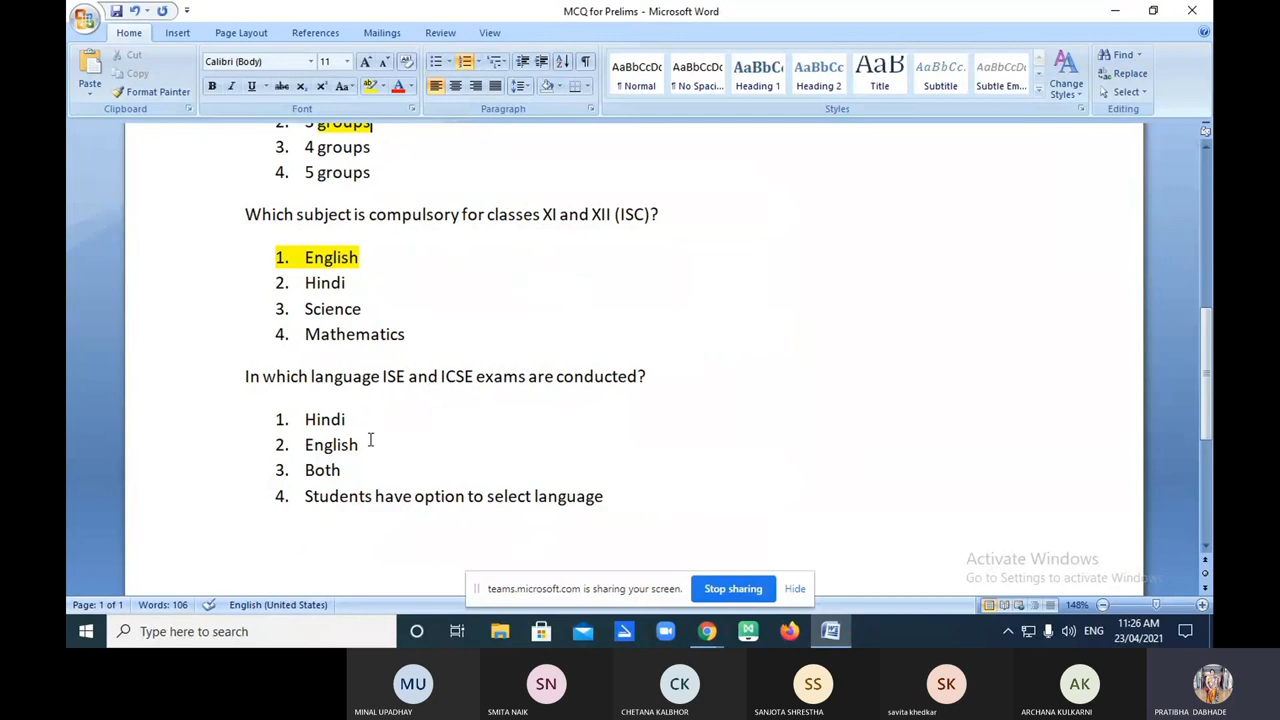 MCQ for Prelims - Microsoft Word
Home Insert Page Layout References Mailings Review View
Cut
Copy
Format Painter
Paste
Clipboard
Calibri (Body) 11
B I U abc x₂ x² Aa A
Font
Paragraph
AaBbCcDc AaBbCcDc AaBbC AaBbCc AaB AaBbCc. AaBbCcDc
¶ Normal ¶ No Spaci... Heading 1 Heading 2 Title Subtitle Subtle Em...
Change Styles
Styles
Find
Replace
Select
Editing
groups
3. 4 groups
4. 5 groups
Which subject is compulsory for classes XI and XII (ISC)?
1. English
2. Hindi
3. Science
4. Mathematics
In which language ISE and ICSE exams are conducted?
1. Hindi
2. English
3. Both
4. Students have option to select language
Activate Windows
Go to Settings to activate Windows
teams.microsoft.com is sharing your screen. Stop sharing Hide
Page: 1 of 1 Words: 106 English (United States) 148%
Type here to search
ENG
11:26 AM
23/04/2021
MU SN CK SS SK AK
MINAL UPADHAY SMITA NAIK CHETANA KALBHOR SANJOTA SHRESTHA savita khedkar ARCHANA KULKARNI PRATIBHA DABHADE